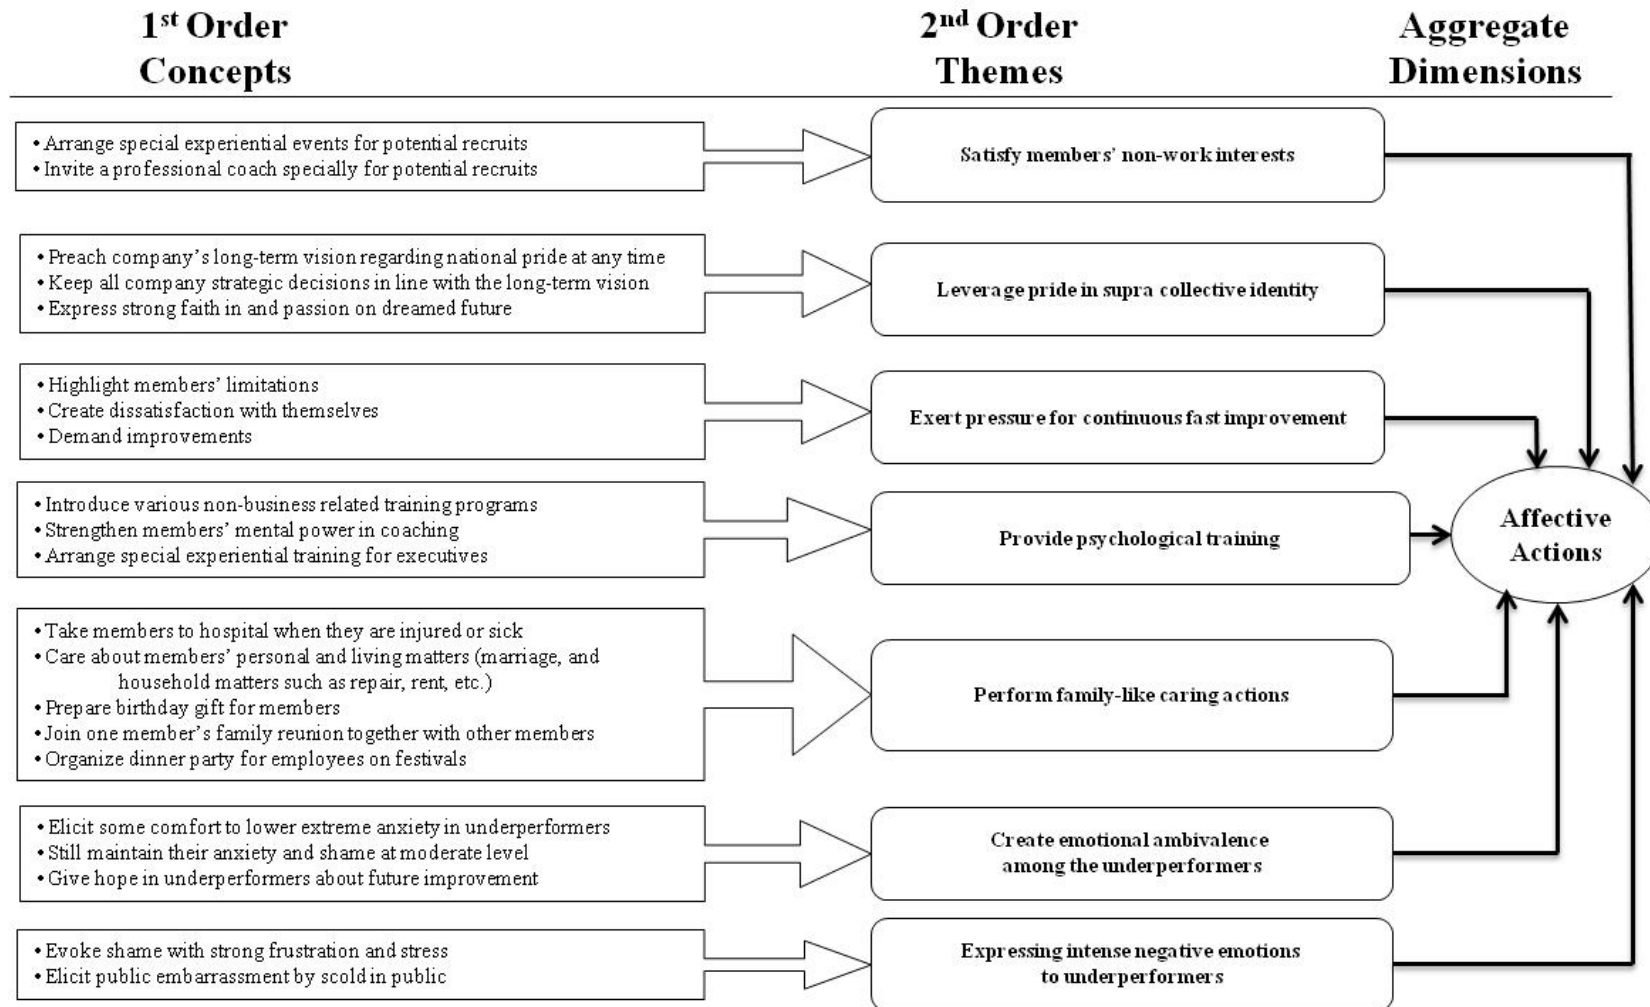 1st Order
Concepts
2nd Order
Themes
Aggregate
Dimensions
• Arrange special experiential events for potential recruits
• Invite a professional coach specially for potential recruits
Satisfy members’ non-work interests
• Preach company’s long-term vision regarding national pride at any time
• Keep all company strategic decisions in line with the long-term vision
• Express strong faith in and passion on dreamed future
Leverage pride in supra collective identity
• Highlight members’ limitations
• Create dissatisfaction with themselves
• Demand improvements
Exert pressure for continuous fast improvement
• Introduce various non-business related training programs
• Strengthen members’ mental power in coaching
• Arrange special experiential training for executives
Provide psychological training
Affective
Actions
• Take members to hospital when they are injured or sick
• Care about members’ personal and living matters (marriage, and
household matters such as repair, rent, etc.)
• Prepare birthday gift for members
• Join one member’s family reunion together with other members
• Organize dinner party for employees on festivals
Perform family-like caring actions
• Elicit some comfort to lower extreme anxiety in underperformers
• Still maintain their anxiety and shame at moderate level
• Give hope in underperformers about future improvement
Create emotional ambivalence
among the underperformers
• Evoke shame with strong frustration and stress
• Elicit public embarrassment by scold in public
Expressing intense negative emotions
to underperformers